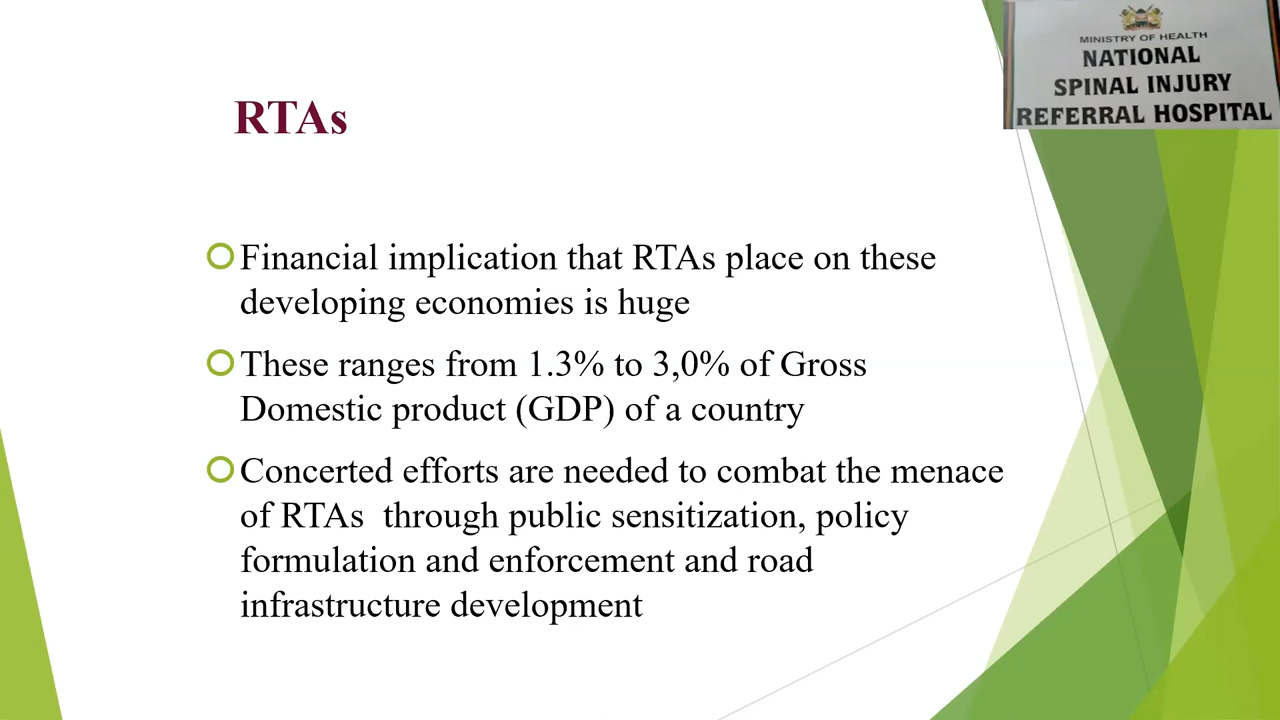 MINISTRY OF HEALTH
NATIONAL
SPINAL INJURY
REFERRAL HOSPITAL
RTAs
Financial implication that RTAs place on these
developing economies is huge
These ranges from 1.3% to 3,0% of Gross
Domestic product (GDP) of a country
Concerted efforts are needed to combat the menace
of RTAs  through public sensitization, policy
formulation and enforcement and road
infrastructure development